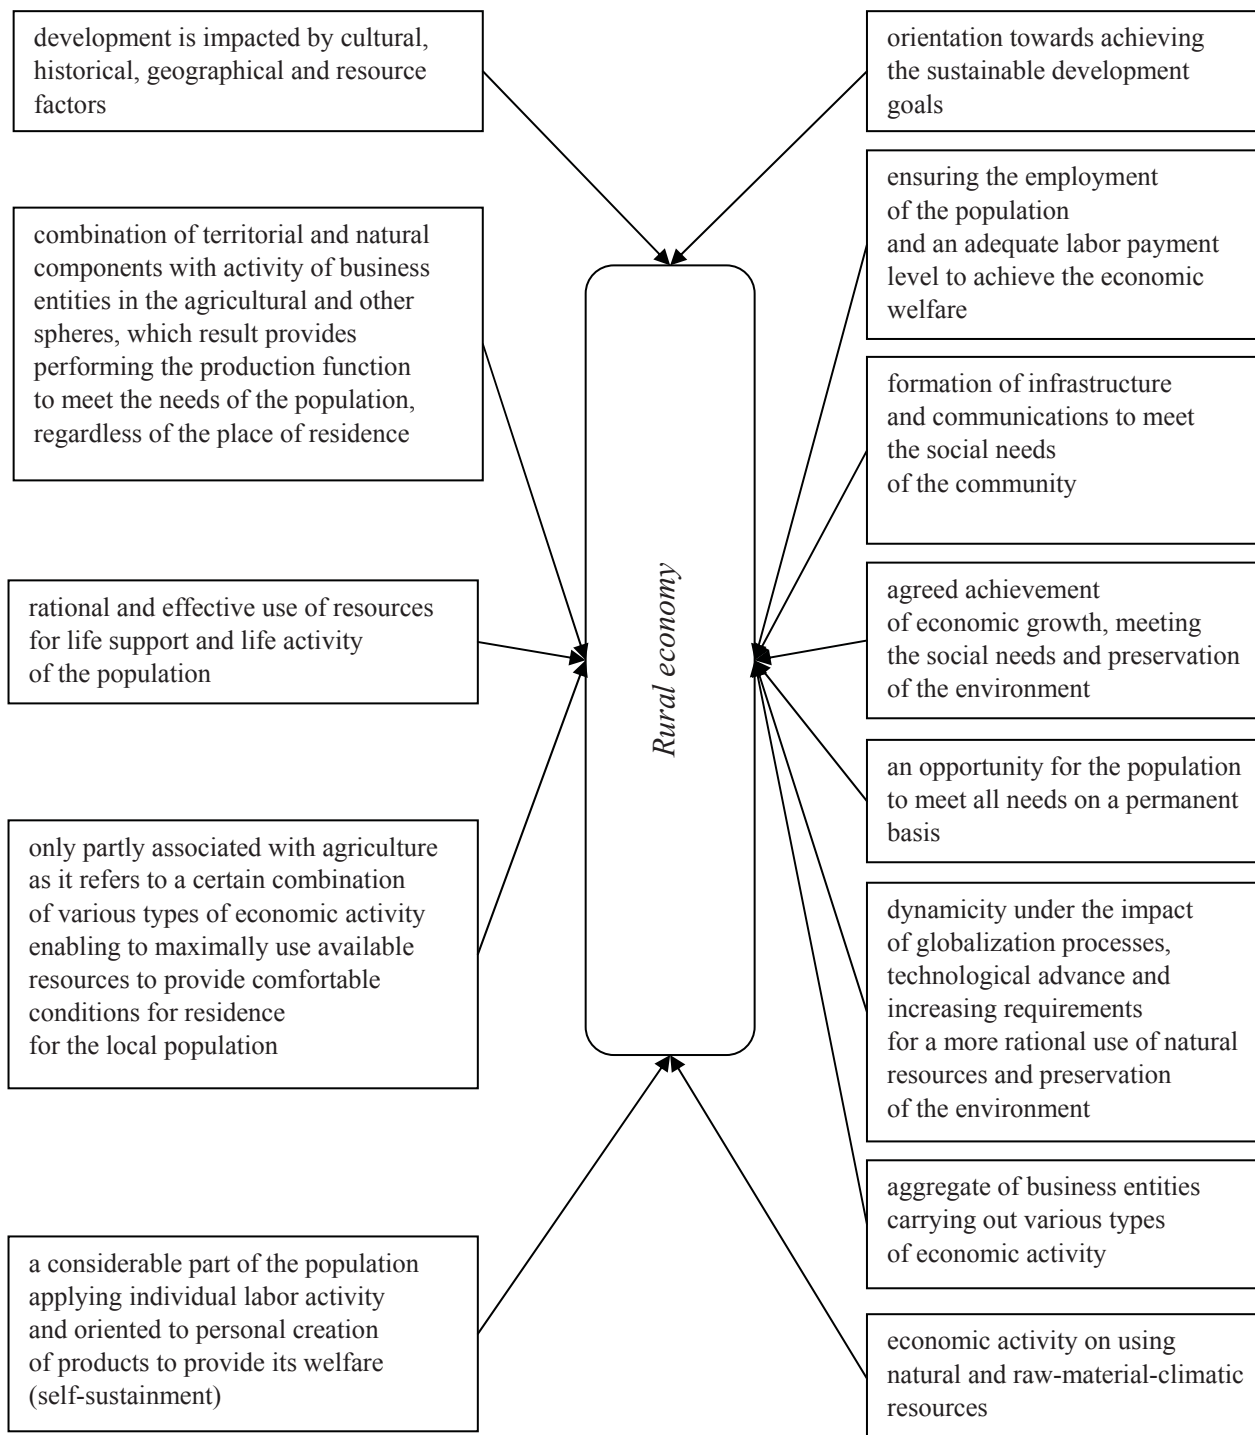 development is impacted by cultural,
historical, geographical and resource
factors
combination of territorial and natural
components with activity of business
entities in the agricultural and other
spheres, which result provides
performing the production function
to meet the needs of the population,
regardless of the place of residence
rational and effective use of resources
for life support and life activity
of the population
only partly associated with agriculture
as it refers to a certain combination
of various types of economic activity
enabling to maximally use available
resources to provide comfortable
conditions for residence
for the local population
a considerable part of the population
applying individual labor activity
and oriented to personal creation
of products to provide its welfare
(self-sustainment)
Rural economy
orientation towards achieving
the sustainable development
goals
ensuring the employment
of the population
and an adequate labor payment
level to achieve the economic
welfare
formation of infrastructure
and communications to meet
the social needs
of the community
agreed achievement
of economic growth, meeting
the social needs and preservation
of the environment
an opportunity for the population
to meet all needs on a permanent
basis
dynamicity under the impact
of globalization processes,
technological advance and
increasing requirements
for a more rational use of natural
resources and preservation
of the environment
aggregate of business entities
carrying out various types
of economic activity
economic activity on using
natural and raw-material-climatic
resources